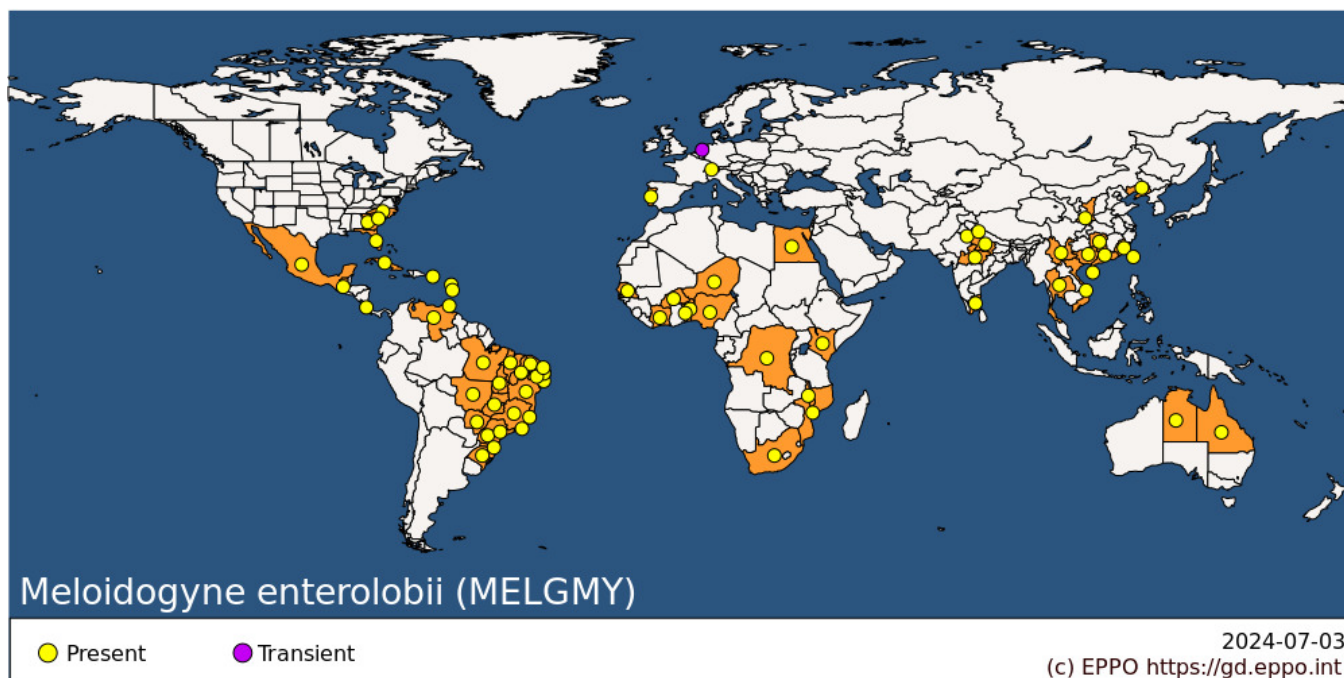 Meloidogyne enterolobii (MELGMY)
Present
Transient
2024-07-03
(c) EPPO https://gd.eppo.int